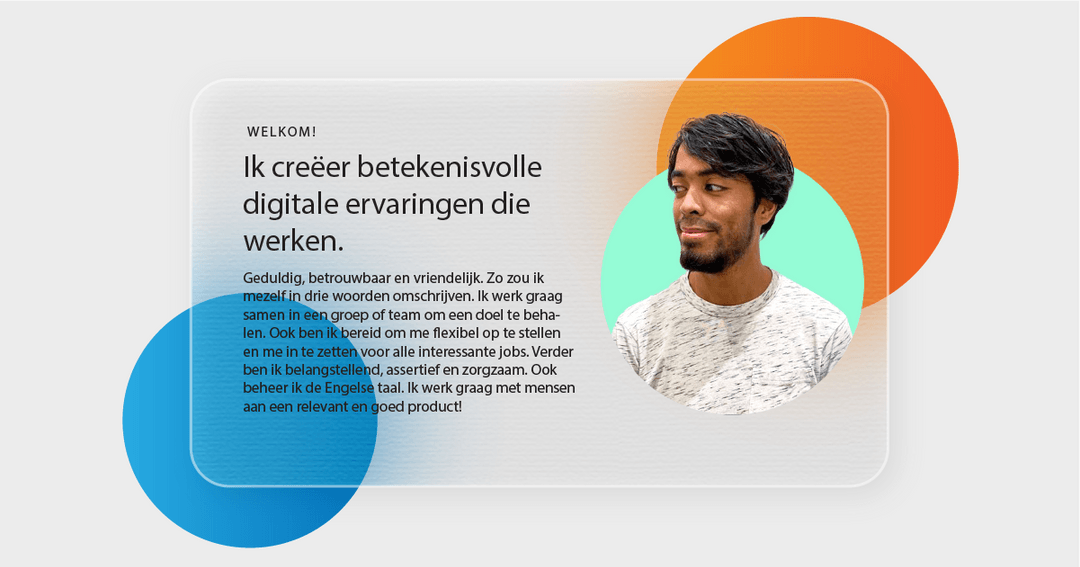 WELKOM!
Ik creëer betekenisvolle
digitale ervaringen die
werken.
Geduldig, betrouwbaar en vriendelijk. Zo zou ik
mezelf in drie woorden omschrijven. Ik werk graag
samen in een groep of team om een doel te beha-
len. Ook ben ik bereid om me flexibel op te stellen
en me in te zetten voor alle interessante jobs. Verder
ben ik belangstellend, assertief en zorgzaam. Ook
beheer ik de Engelse taal. Ik werk graag met mensen
aan een relevant en goed product!